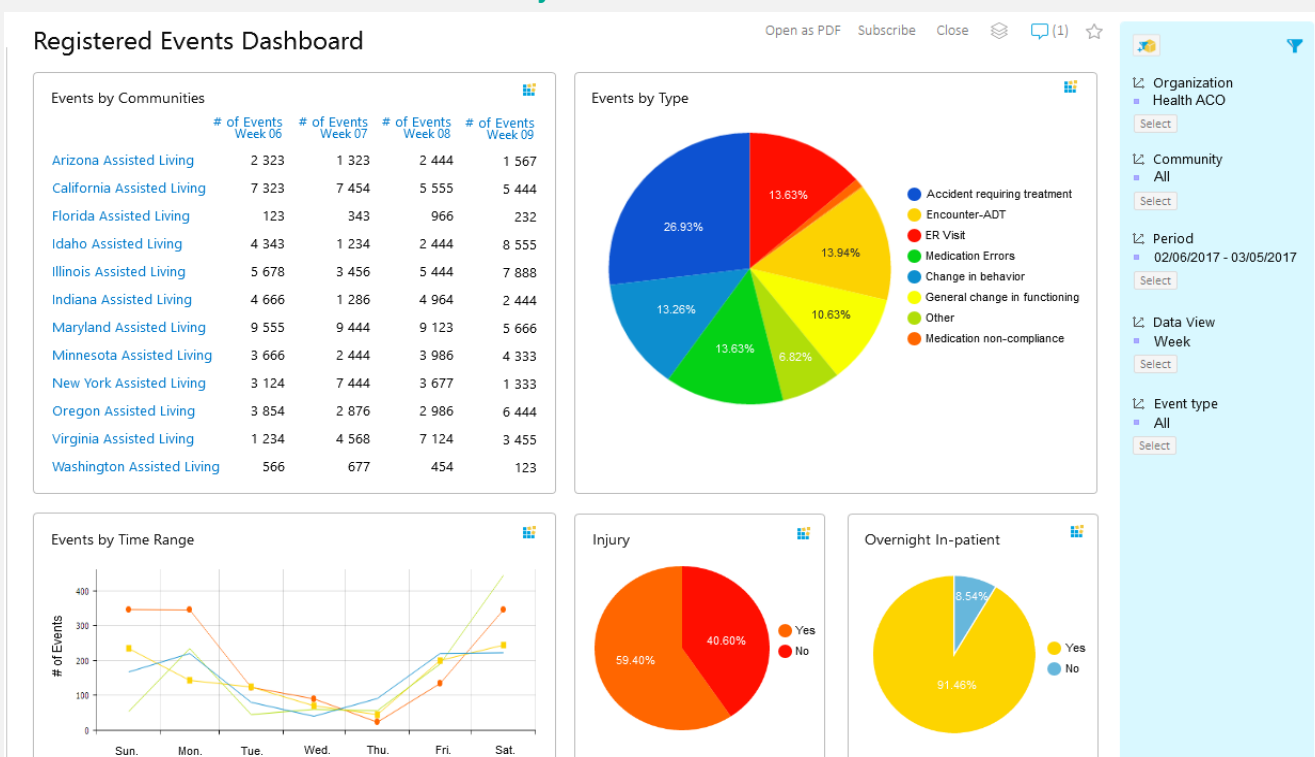 Registered Events Dashboard
Open as PDF Subscribe Close (1)
Events by Communities
# of Events # of Events # of Events # of Events
Week 06 Week 07 Week 08 Week 09
Arizona Assisted Living 2 323 1 323 2 444 1 567
California Assisted Living 7 323 7 454 5 555 5 444
Florida Assisted Living 123 343 966 232
Idaho Assisted Living 4 343 1 234 2 444 8 555
Illinois Assisted Living 5 678 3 456 5 444 7 888
Indiana Assisted Living 4 666 1 286 4 964 2 444
Maryland Assisted Living 9 555 9 444 9 123 5 666
Minnesota Assisted Living 3 666 2 444 3 986 4 333
New York Assisted Living 3 124 7 444 3 677 1 333
Oregon Assisted Living 3 854 2 876 2 986 6 444
Virginia Assisted Living 1 234 4 568 7 124 3 455
Washington Assisted Living 566 677 454 123
Events by Type
13.63%
26.93%
13.94%
13.26%
10.63%
13.63%
6.82%
Accident requiring treatment
Encounter-ADT
ER Visit
Medication Errors
Change in behavior
General change in functioning
Other
Medication non-compliance
Organization
Health ACO
Select
Community
All
Select
Period
02/06/2017 - 03/05/2017
Select
Data View
Week
Select
Event type
All
Select
Events by Time Range
# of Events
400
300
200
100
0
Sun. Mon. Tue. Wed. Thu. Fri. Sat.
Injury
40.60%
59.40%
Yes
No
Overnight In-patient
8.54%
91.46%
Yes
No